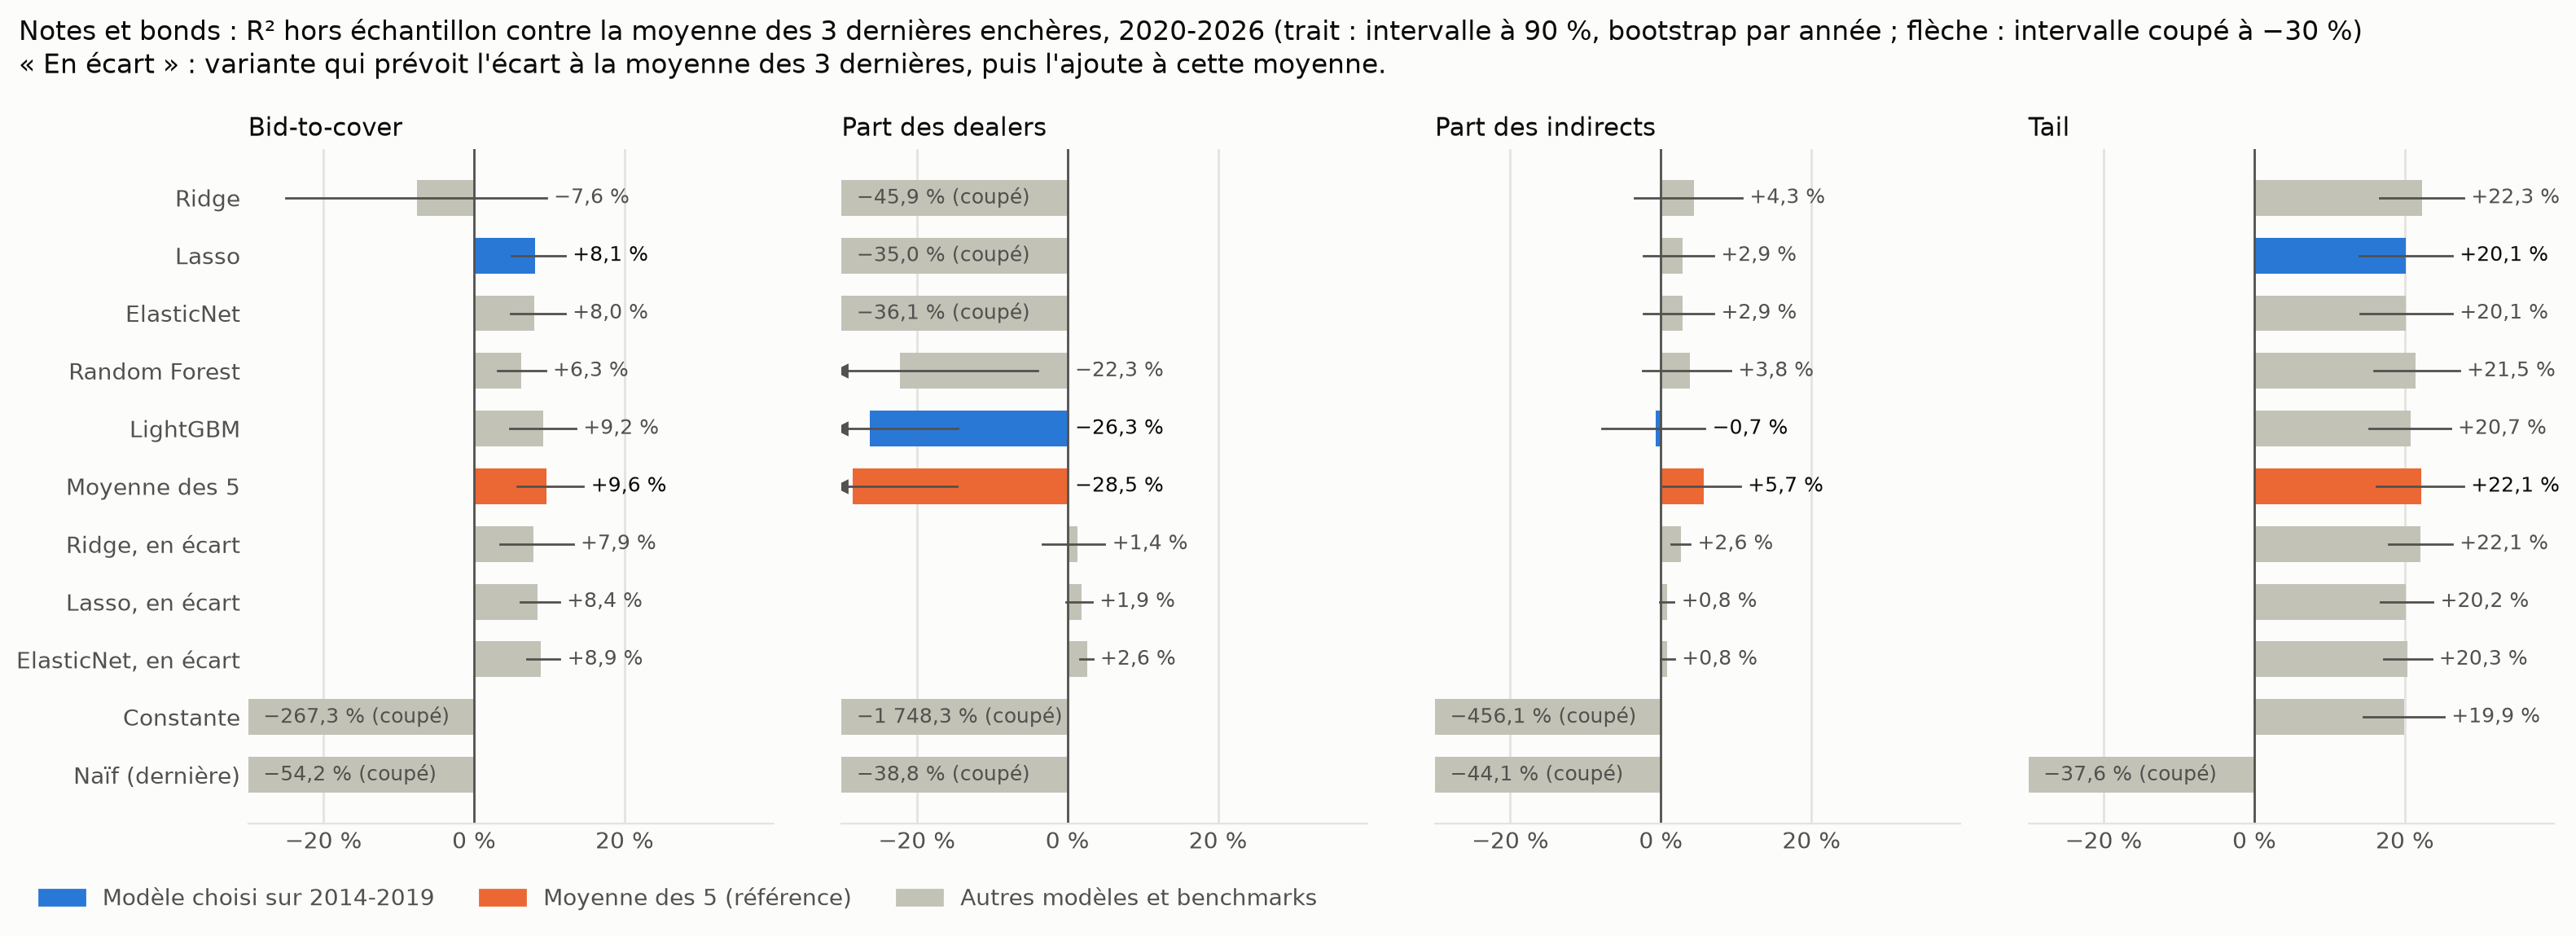 Notes et bonds : R² hors échantillon contre la moyenne des 3 dernières enchères, 2020-2026 (trait : intervalle à 90 %, bootstrap par année ; flèche : intervalle coupé à −30 %)
« En écart » : variante qui prévoit l'écart à la moyenne des 3 dernières, puis l'ajoute à cette moyenne.
Bid-to-cover Part des dealers Part des indirects Tail
Ridge −7,6 % −45,9 % (coupé) +4,3 % +22,3 %
Lasso +8,1 % −35,0 % (coupé) +2,9 % +20,1 %
ElasticNet +8,0 % −36,1 % (coupé) +2,9 % +20,1 %
Random Forest +6,3 % −22,3 % +3,8 % +21,5 %
LightGBM +9,2 % −26,3 % −0,7 % +20,7 %
Moyenne des 5 +9,6 % −28,5 % +5,7 % +22,1 %
Ridge, en écart +7,9 % +1,4 % +2,6 % +22,1 %
Lasso, en écart +8,4 % +1,9 % +0,8 % +20,2 %
ElasticNet, en écart +8,9 % +2,6 % +0,8 % +20,3 %
Constante −267,3 % (coupé) −1 748,3 % (coupé) −456,1 % (coupé) +19,9 %
Naïf (dernière) −54,2 % (coupé) −38,8 % (coupé) −44,1 % (coupé) −37,6 % (coupé)
−20 % 0 % 20 % −20 % 0 % 20 % −20 % 0 % 20 % −20 % 0 % 20 %
Modèle choisi sur 2014-2019 Moyenne des 5 (référence) Autres modèles et benchmarks